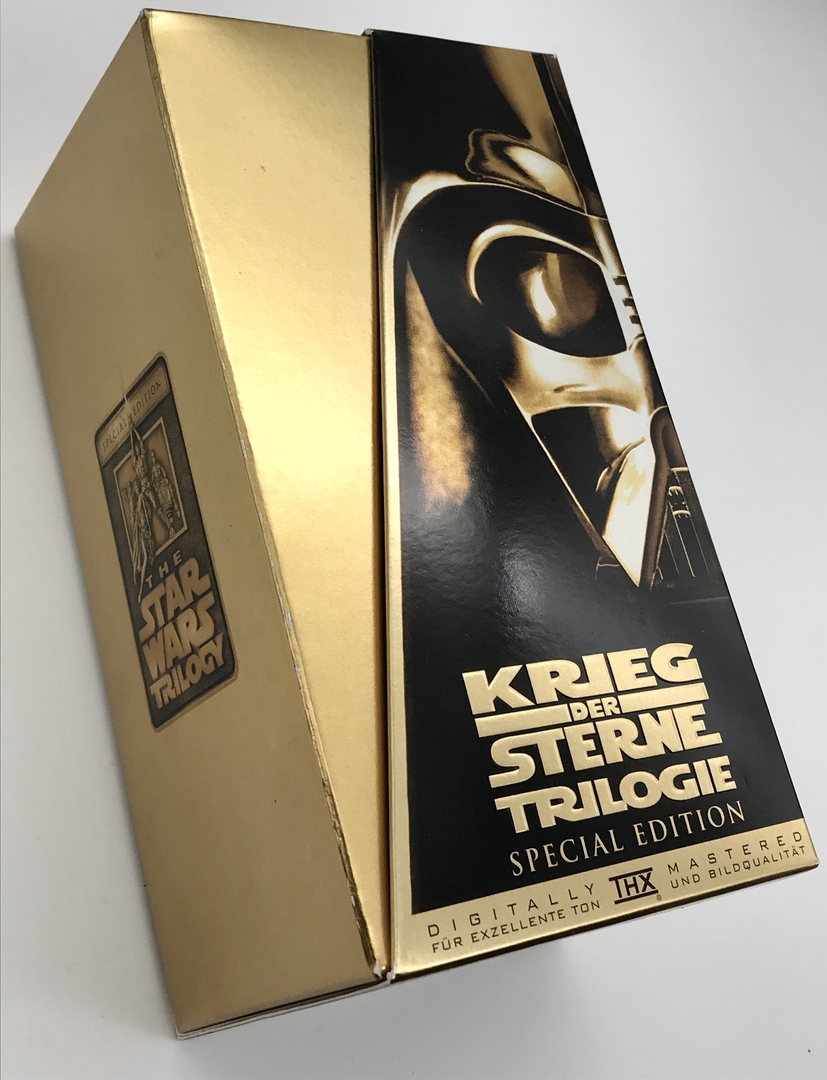 SPECIAL EDITION
THE
STAR
WARS
TRILOGY
KRIEG
DER
STERNE
TRILOGIE
SPECIAL EDITION
DIGITALLY THX MASTERED
FÜR EXZELLENTE TON UND BILDQUALITÄT